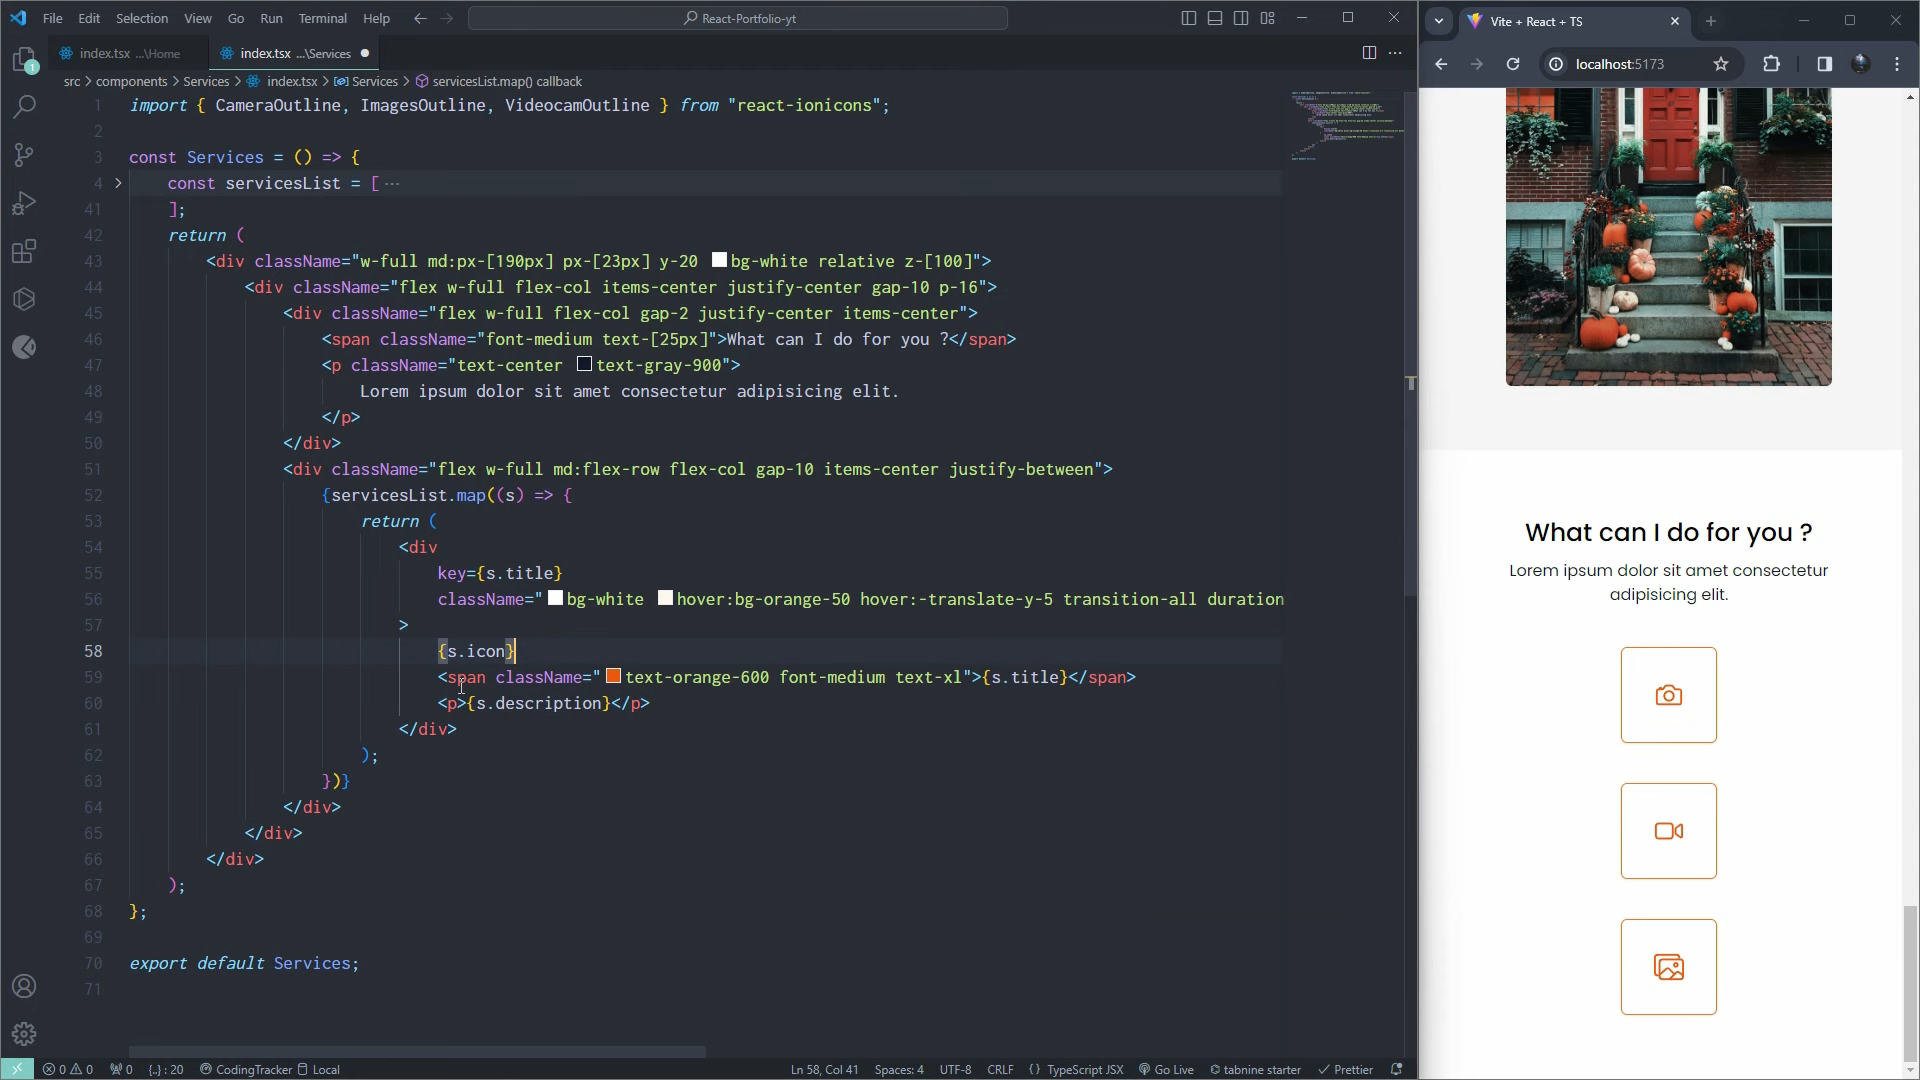 File Edit Selection View Go Run Terminal Help
React-Portfolio-yt
index.tsx ...\Home
index.tsx ...\Services
src > components > Services > index.tsx > Services > servicesList.map() callback
1 import { CameraOutline, ImagesOutline, VideocamOutline } from "react-ionicons";
2
3 const Services = () => {
4 const servicesList = [ ···
41 ];
42 return (
43 <div className="w-full md:px-[190px] px-[23px] y-20 bg-white relative z-[100]">
44 <div className="flex w-full flex-col items-center justify-center gap-10 p-16">
45 <div className="flex w-full flex-col gap-2 justify-center items-center">
46 <span className="font-medium text-[25px]">What can I do for you ?</span>
47 <p className="text-center text-gray-900">
48 Lorem ipsum dolor sit amet consectetur adipisicing elit.
49 </p>
50 </div>
51 <div className="flex w-full md:flex-row flex-col gap-10 items-center justify-between">
52 {servicesList.map((s) => {
53 return (
54 <div
55 key={s.title}
56 className=" bg-white hover:bg-orange-50 hover:-translate-y-5 transition-all duration
57 >
58 {s.icon}
59 <span className=" text-orange-600 font-medium text-xl">{s.title}</span>
60 <p>{s.description}</p>
61 </div>
62 );
63 })}
64 </div>
65 </div>
66 </div>
67 );
68 };
69
70 export default Services;
71
0 0 0 {..} : 20 CodingTracker Local
Ln 58, Col 41 Spaces: 4 UTF-8 CRLF {} TypeScript JSX Go Live tabnine starter Prettier
1
Vite + React + TS
localhost:5173
What can I do for you ?
Lorem ipsum dolor sit amet consectetur
adipisicing elit.